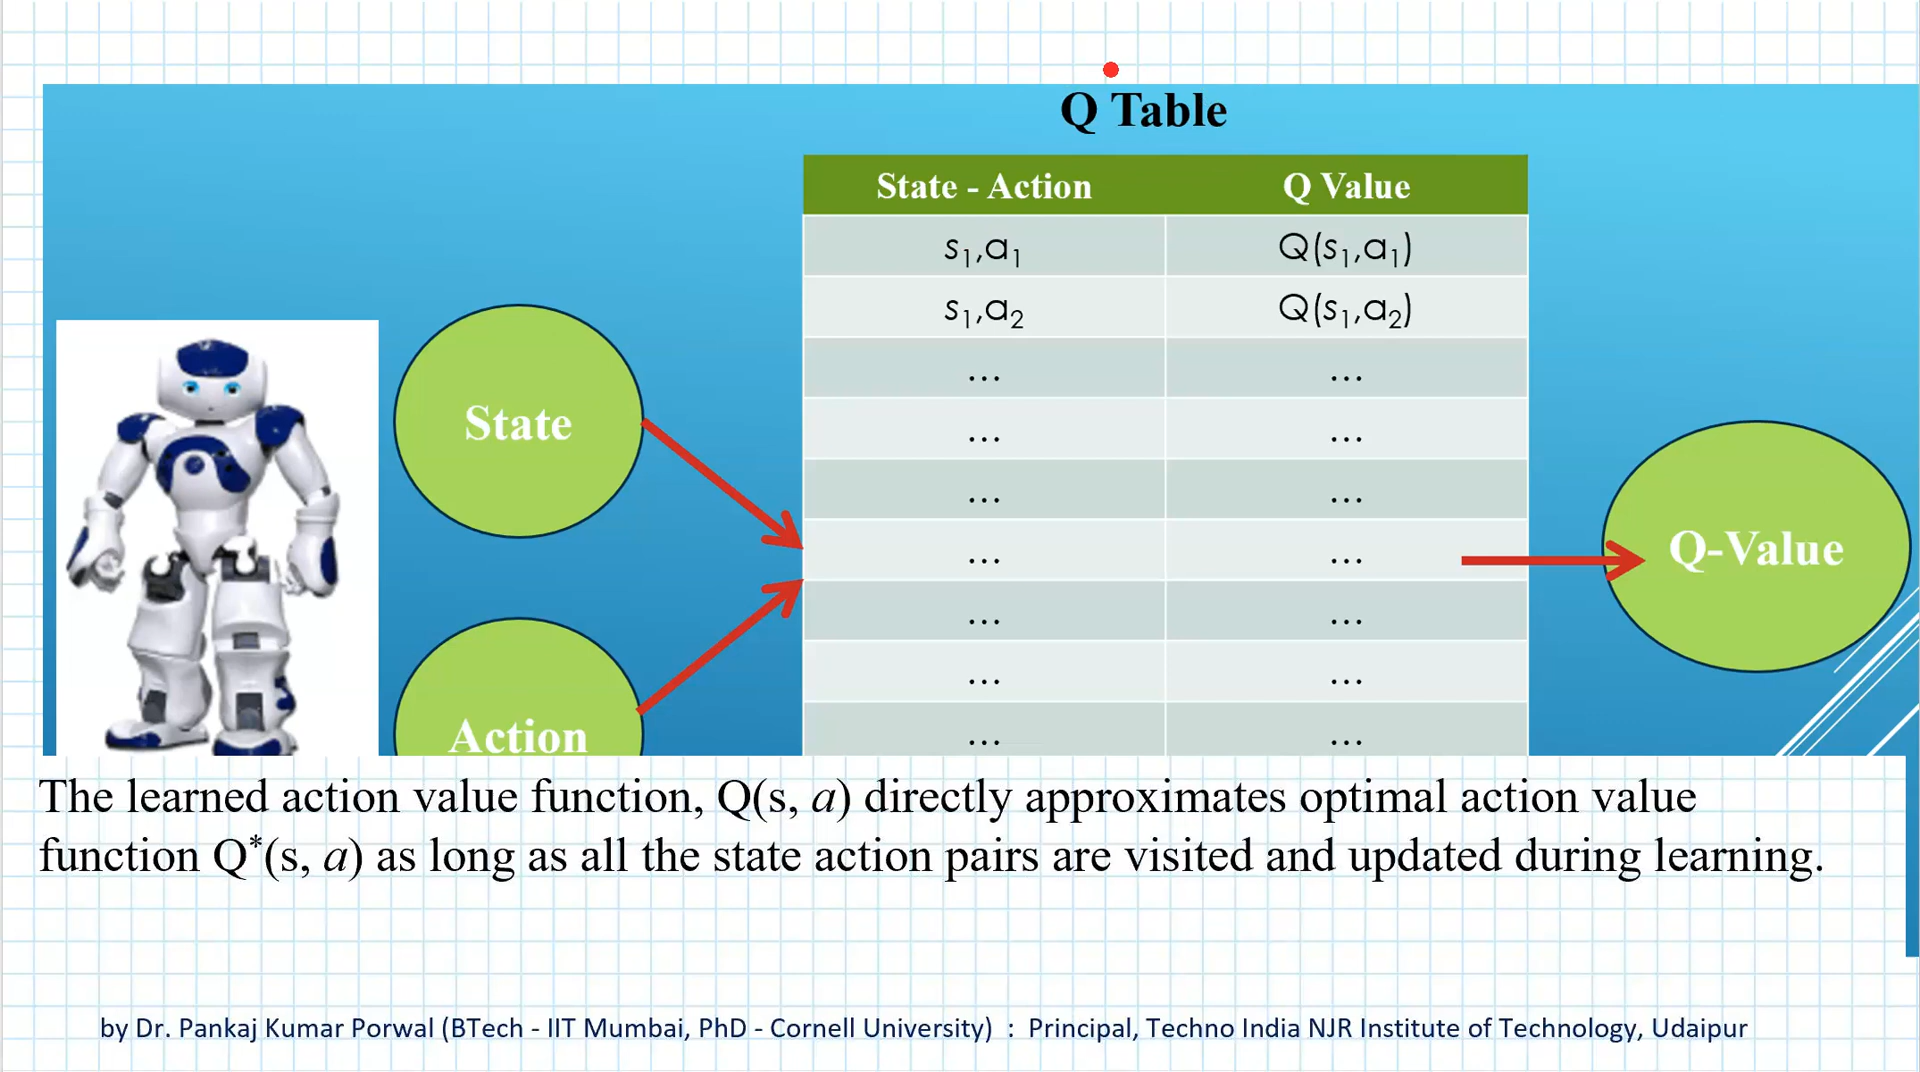 Q Table
State - Action Q Value
s₁,a₁ Q(s₁,a₁)
s₁,a₂ Q(s₁,a₂)
... ...
... ...
... ...
... ...
... ...
... ...
... ...
State
Action
Q-Value
The learned action value function, Q(s, a) directly approximates optimal action value
function Q*(s, a) as long as all the state action pairs are visited and updated during learning.
by Dr. Pankaj Kumar Porwal (BTech - IIT Mumbai, PhD - Cornell University) : Principal, Techno India NJR Institute of Technology, Udaipur